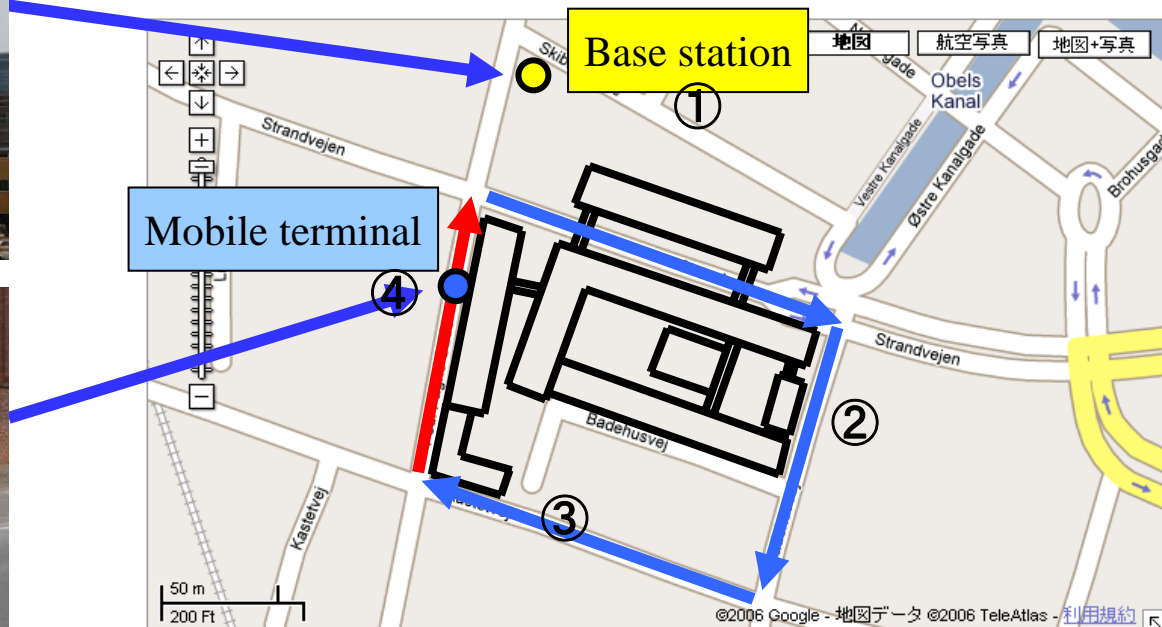 Base station
①
地図
航空写真
地図+写真
Obels
Kanal
Strandvejen
Vestre Kanalgade
Østre Kanalgade
Mobile terminal
④
Strandvejen
②
Badehusvej
③
Kastetvej
50 m
200 Ft
©2006 Google - 地図データ ©2006 TeleAtlas - 利用規約